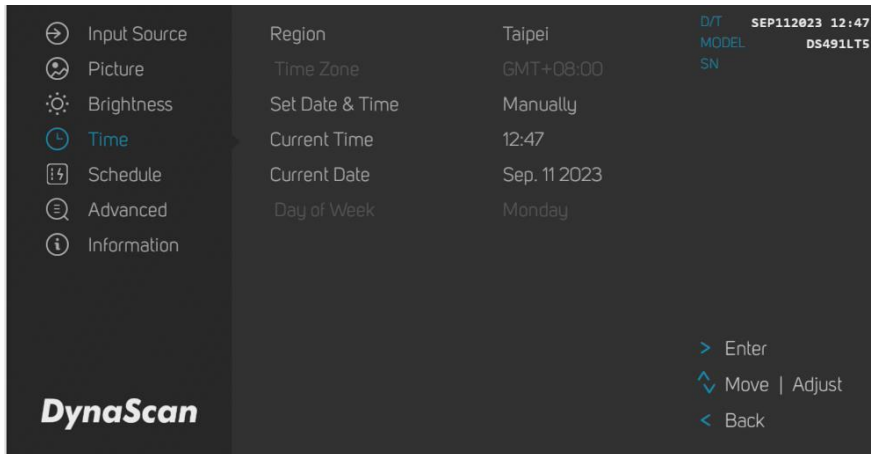 Input Source
Picture
Brightness
Time
Schedule
Advanced
Information
DynaScan
Region Taipei
Time Zone GMT+08:00
Set Date & Time Manually
Current Time 12:47
Current Date Sep. 11 2023
Day of Week Monday
D/T SEP112023 12:47
MODEL DS491LT5
SN
> Enter
Move | Adjust
< Back